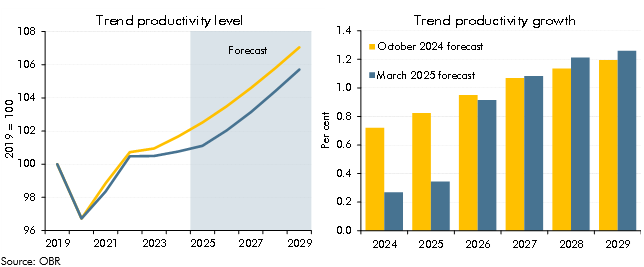 Trend productivity level
108
106
104
102
100
98
96
2019 = 100
Forecast
2019 2021 2023 2025 2027 2029
Source: OBR
Trend productivity growth
1.4
1.2
1.0
0.8
0.6
0.4
0.2
0.0
Per cent
October 2024 forecast
March 2025 forecast
2024 2025 2026 2027 2028 2029